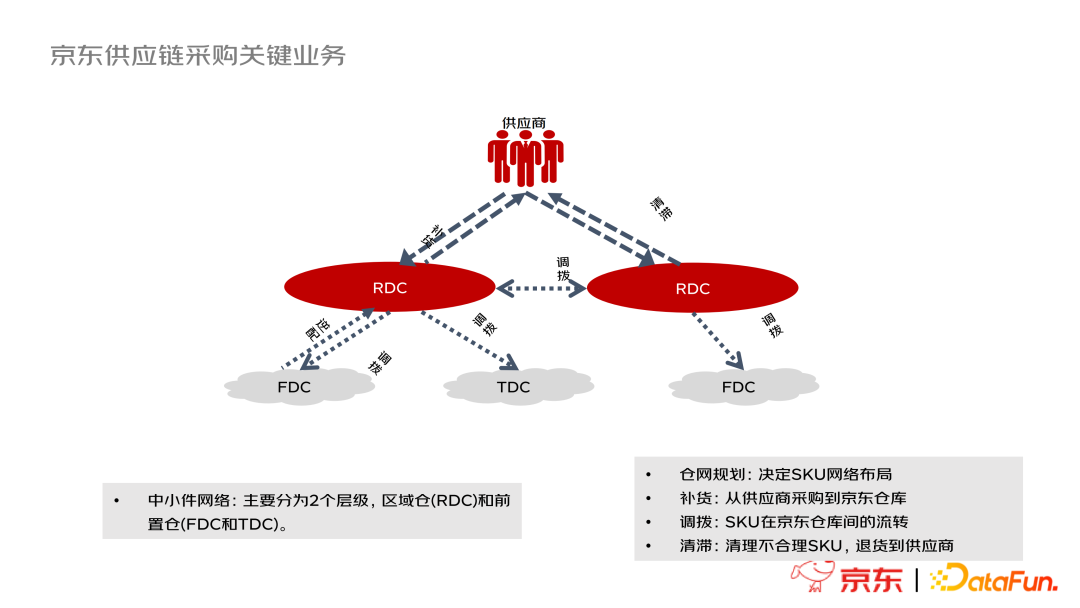 京东供应链采购关键业务
供应商
补货
清滞
调拨
RDC
RDC
配近
调拨
调拨
调拨
FDC
TDC
FDC
• 中小件网络：主要分为2个层级，区域仓(RDC)和前
置仓(FDC和TDC)。
• 仓网规划：决定SKU网络布局
• 补货：从供应商采购到京东仓库
• 调拨：SKU在京东仓库间的流转
• 清滞：清理不合理SKU，退货到供应商
京东 | DataFun.